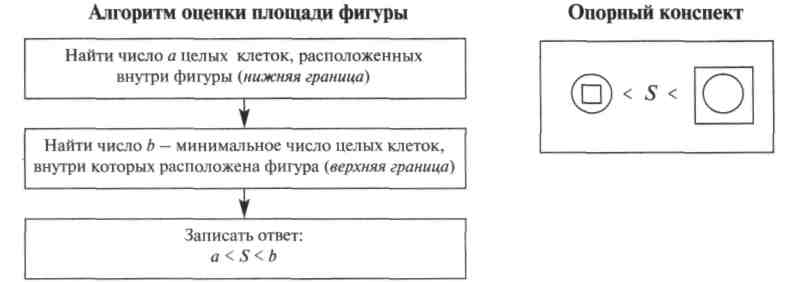 Алгоритм оценки площади фигуры
Найти число a целых клеток, расположенных
внутри фигуры (нижняя граница)
Найти число b – минимальное число целых клеток,
внутри которых расположена фигура (верхняя граница)
Записать ответ:
a < S < b
Опорный конспект
< S <